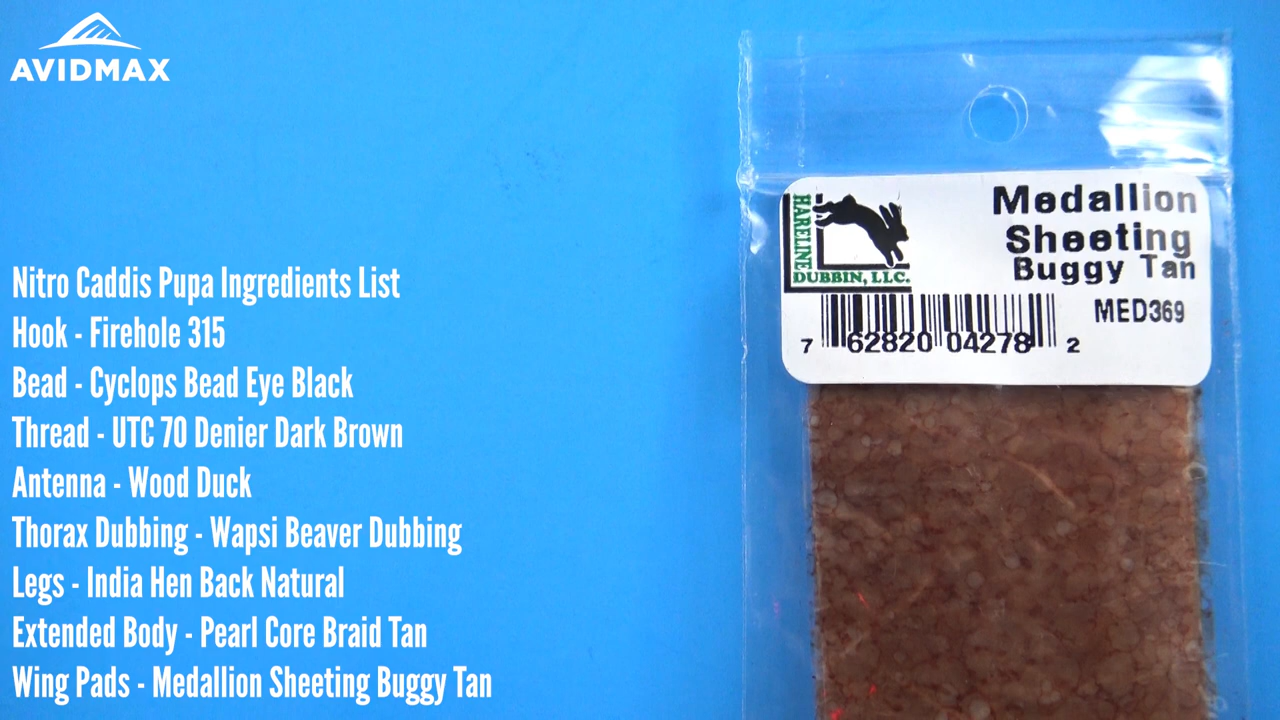 AVIDMAX
Nitro Caddis Pupa Ingredients List
Hook - Firehole 315
Bead - Cyclops Bead Eye Black
Thread - UTC 70 Denier Dark Brown
Antenna - Wood Duck
Thorax Dubbing - Wapsi Beaver Dubbing
Legs - India Hen Back Natural
Extended Body - Pearl Core Braid Tan
Wing Pads - Medallion Sheeting Buggy Tan
HARELINE
DUBBIN, LLC.
Medallion
Sheeting
Buggy Tan
MED369
7 62820 04278 2